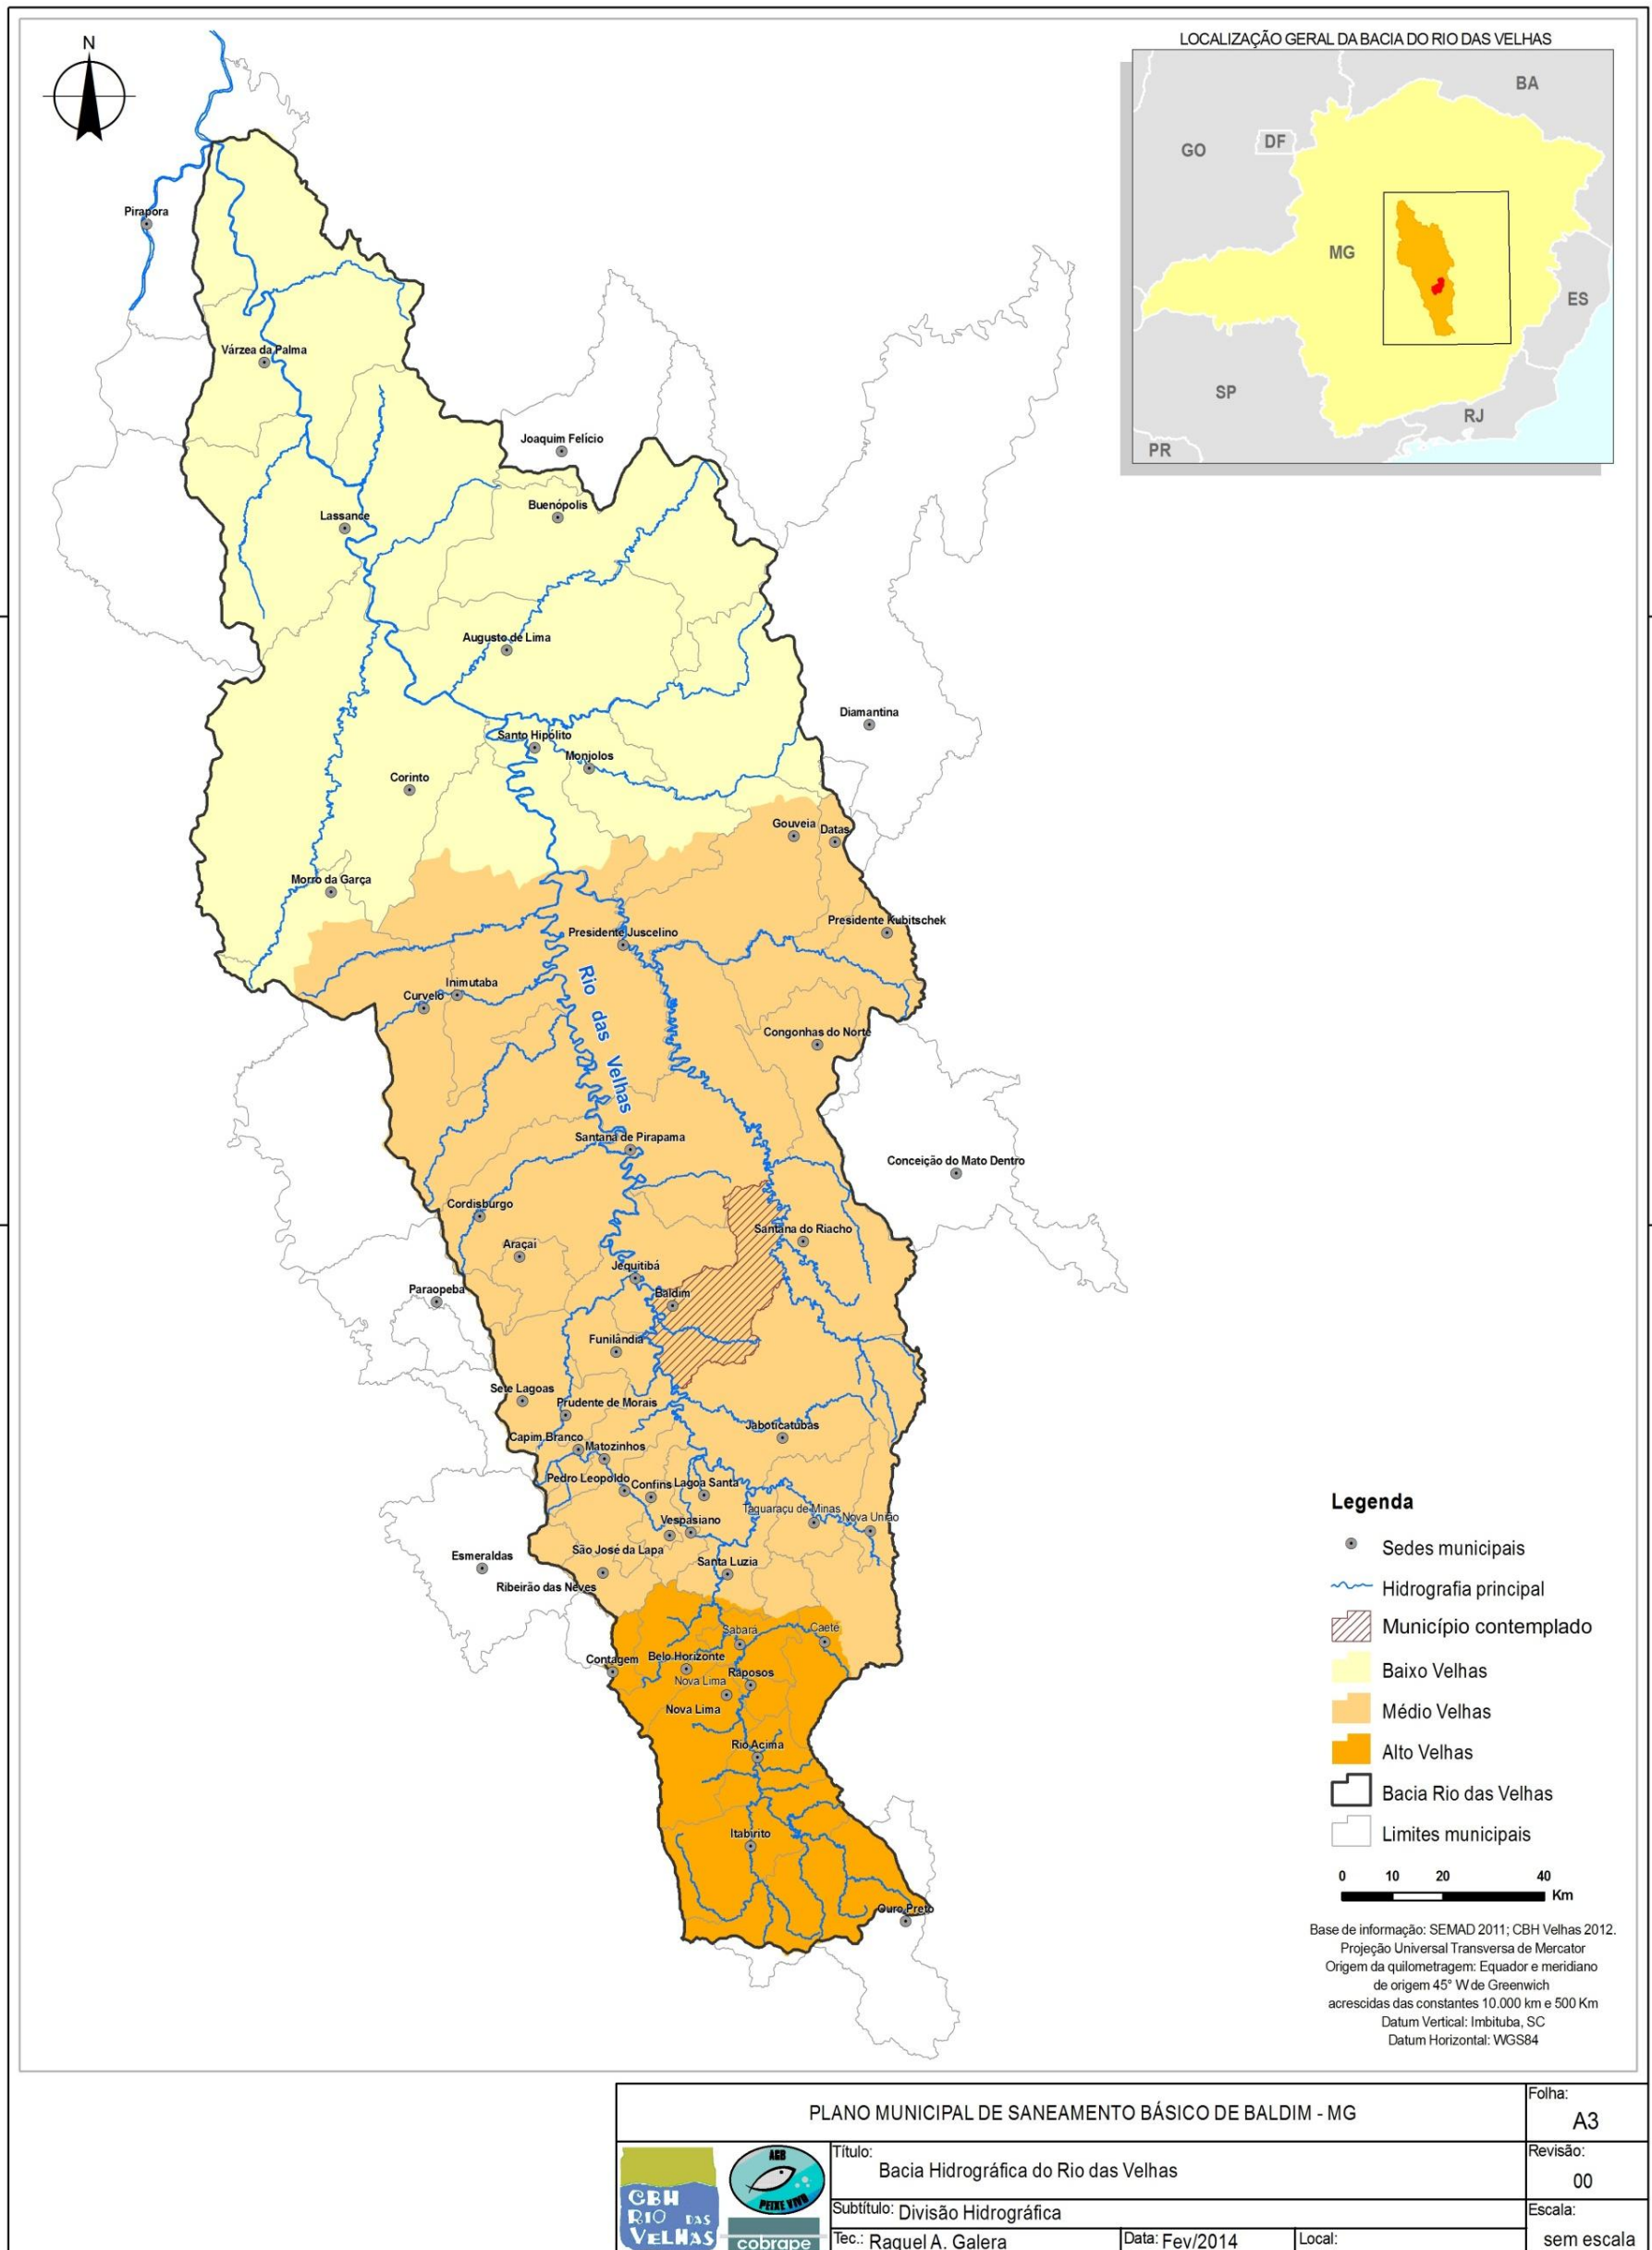 N
LOCALIZAÇÃO GERAL DA BACIA DO RIO DAS VELHAS
BA
GO
DF
MG
ES
SP
RJ
PR
Pirapora
Várzea da Palma
Joaquim Felício
Buenópolis
Lassance
Augusto de Lima
Diamantina
Santo Hipólito
Monjolos
Corinto
Gouveia
Datas
Morro da Garça
Presidente Kubitschek
Presidente Juscelino
Rio das Velhas
Inimutaba
Curvelo
Congonhas do Norte
Santana de Pirapama
Conceição do Mato Dentro
Cordisburgo
Santana do Riacho
Araçaí
Jequitibá
Paraopeba
Baldim
Funilândia
Sete Lagoas
Prudente de Morais
Jaboticatubas
Capim Branco
Matozinhos
Pedro Leopoldo
Confins
Lagoa Santa
Taquaraçu de Minas
Nova União
Vespasiano
São José da Lapa
Esmeraldas
Santa Luzia
Ribeirão das Neves
Sabará
Caeté
Contagem
Belo Horizonte
Raposos
Nova Lima
Nova Lima
Rio Acima
Itabirito
Ouro Preto
Legenda
Sedes municipais
Hidrografia principal
Município contemplado
Baixo Velhas
Médio Velhas
Alto Velhas
Bacia Rio das Velhas
Limites municipais
0 10 20 40
Km
Base de informação: SEMAD 2011; CBH Velhas 2012.
Projeção Universal Transversa de Mercator
Origem da quilometragem: Equador e meridiano
de origem 45° W de Greenwich
acrescidas das constantes 10.000 km e 500 Km
Datum Vertical: Imbituba, SC
Datum Horizontal: WGS84
PLANO MUNICIPAL DE SANEAMENTO BÁSICO DE BALDIM - MG
Folha:
A3
CBH
RIO DAS
VELHAS
AGB
PEIXE VIVO
cobrape
Título:
Bacia Hidrográfica do Rio das Velhas
Revisão:
00
Subtítulo: Divisão Hidrográfica
Escala:
sem escala
Tec.: Raquel A. Galera
Data: Fev/2014
Local: